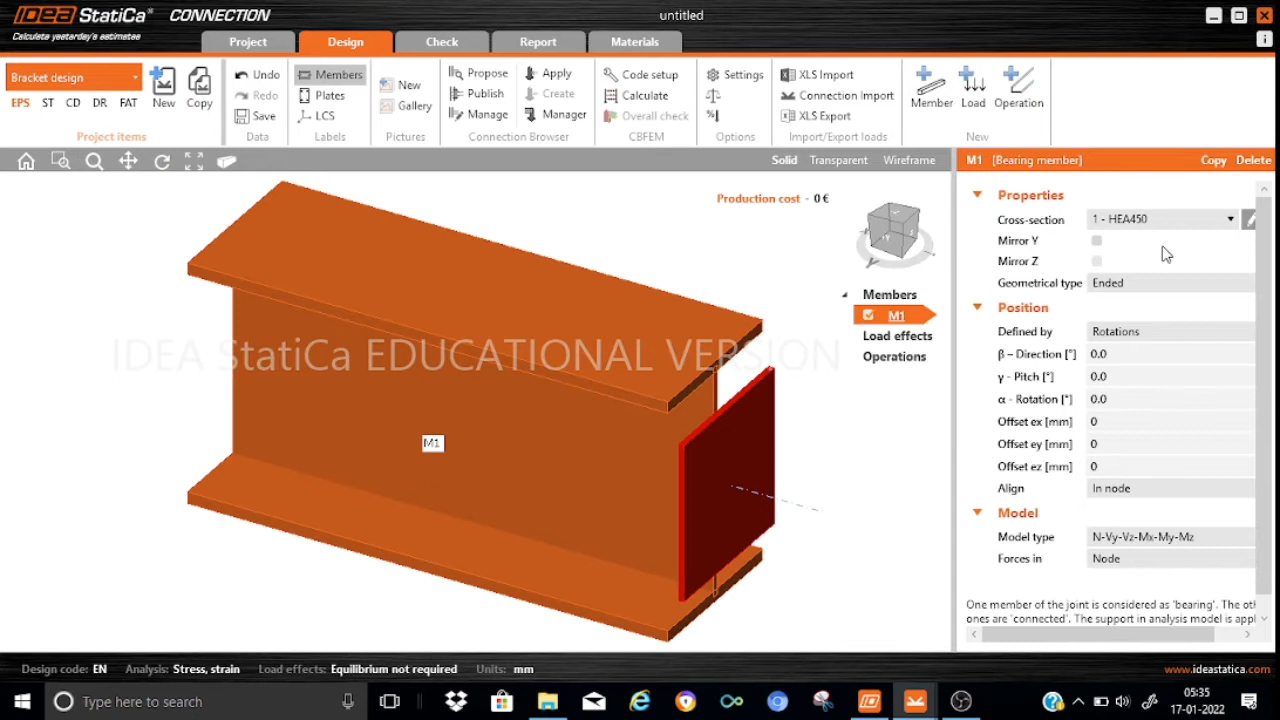 IDEA StatiCa® CONNECTION
Calculate yesterday's estimates
untitled
Project Design Check Report Materials
Bracket design
EPS ST CD DR FAT
New Copy
Project items
Undo
Redo
Save
Data
Members
Plates
LCS
Labels
New
Gallery
Pictures
Propose
Publish
Manage
Apply
Create
Manager
Connection Browser
Code setup
Calculate
Overall check
CBFEM
Settings
Options
XLS Import
Connection Import
XLS Export
Import/Export loads
Member Load Operation
New
Solid Transparent Wireframe
Production cost - 0 €
Members
M1
Load effects
Operations
IDEA StatiCa EDUCATIONAL VERSION
M1
M1 [Bearing member] Copy Delete
Properties
Cross-section 1 - HEA450
Mirror Y
Mirror Z
Geometrical type Ended
Position
Defined by Rotations
β – Direction [°] 0.0
γ - Pitch [°] 0.0
α - Rotation [°] 0.0
Offset ex [mm] 0
Offset ey [mm] 0
Offset ez [mm] 0
Align In node
Model
Model type N-Vy-Vz-Mx-My-Mz
Forces in Node
One member of the joint is considered as 'bearing'. The ot
ones are 'connected'. The support in analysis model is appl
Design code: EN Analysis: Stress, strain Load effects: Equilibrium not required Units: mm
www.ideastatica.com
Type here to search
05:35
17-01-2022